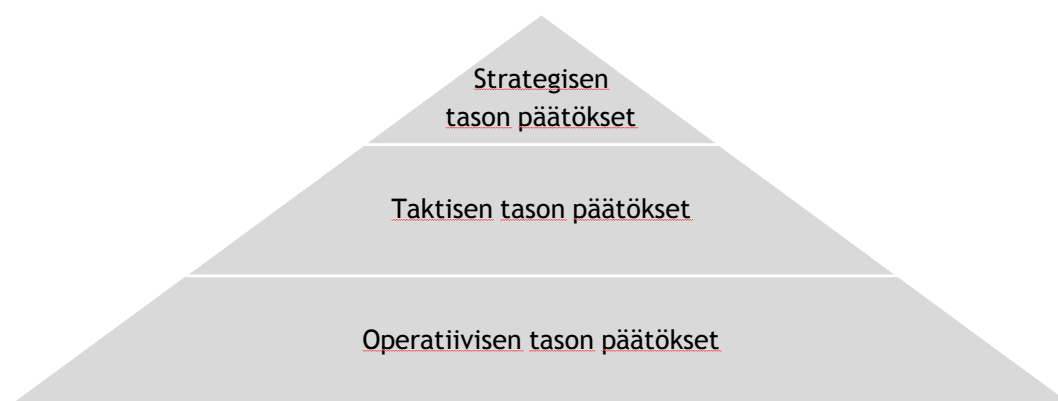 Strategisen
tason päätökset
Taktisen tason päätökset
Operatiivisen tason päätökset